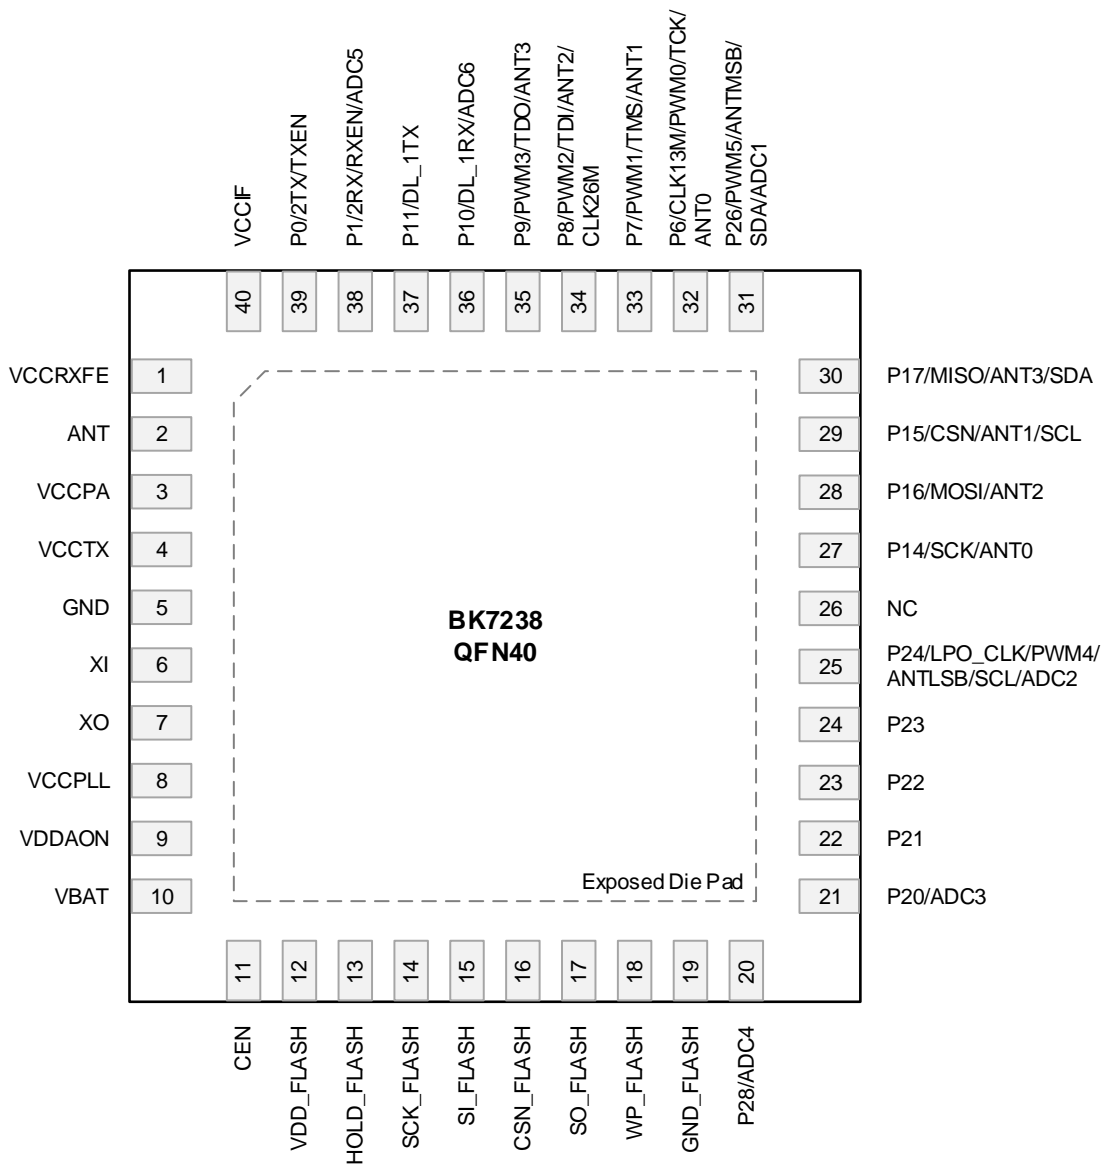 VCCIF
P0/2TX/TXEN
P1/2RX/RXEN/ADC5
P11/DL_1TX
P10/DL_1RX/ADC6
P9/PWM3/TDO/ANT3
P8/PWM2/TDI/ANT2/
CLK26M
P7/PWM1/TMS/ANT1
P6/CLK13M/PWM0/TCK/
ANT0
P26/PWM5/ANTMSB/
SDA/ADC1
40
39
38
37
36
35
34
33
32
31
VCCRXFE
1
ANT
2
VCCPA
3
VCCTX
4
GND
5
XI
6
XO
7
VCCPLL
8
VDDAON
9
VBAT
10
BK7238
QFN40
Exposed Die Pad
30
P17/MISO/ANT3/SDA
29
P15/CSN/ANT1/SCL
28
P16/MOSI/ANT2
27
P14/SCK/ANT0
26
NC
25
P24/LPO_CLK/PWM4/
ANTLSB/SCL/ADC2
24
P23
23
P22
22
P21
21
P20/ADC3
11
12
13
14
15
16
17
18
19
20
CEN
VDD_FLASH
HOLD_FLASH
SCK_FLASH
SI_FLASH
CSN_FLASH
SO_FLASH
WP_FLASH
GND_FLASH
P28/ADC4